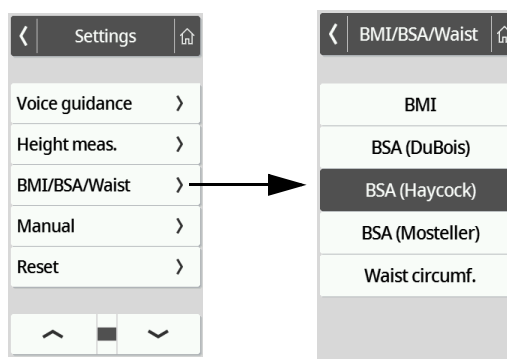 Settings
Voice guidance
Height meas.
BMI/BSA/Waist
Manual
Reset
BMI/BSA/Waist
BMI
BSA (DuBois)
BSA (Haycock)
BSA (Mosteller)
Waist circumf.